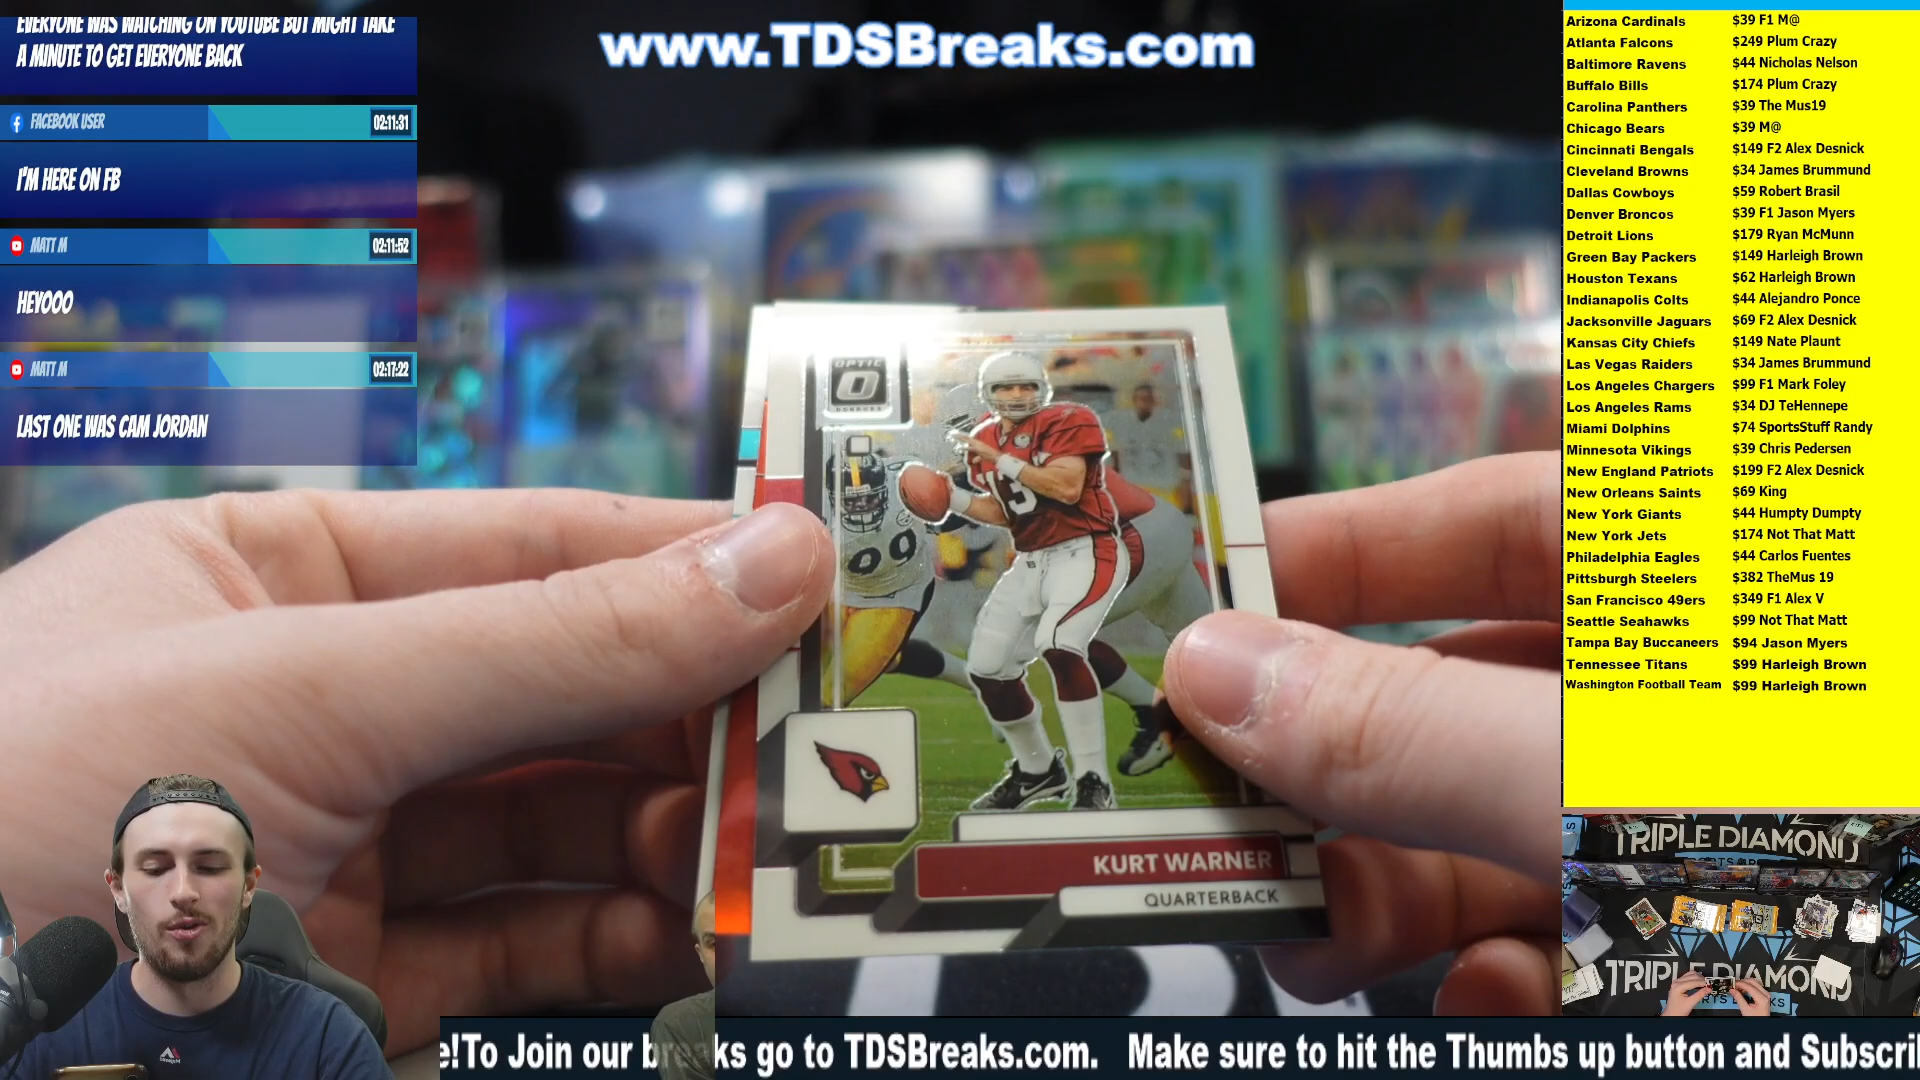 www.TDSBreaks.com
EVERYONE WAS WATCHING ON YOUTUBE BUT MIGHT TAKE
A MINUTE TO GET EVERYONE BACK
FACEBOOK USER 02:11:31
I'M HERE ON FB
MATT M 02:11:52
HEYOOO
MATT M 02:17:22
LAST ONE WAS CAM JORDAN
OPTIC
DONRUSS
13
99
KURT WARNER
QUARTERBACK
Arizona Cardinals $39 F1 M@
Atlanta Falcons $249 Plum Crazy
Baltimore Ravens $44 Nicholas Nelson
Buffalo Bills $174 Plum Crazy
Carolina Panthers $39 The Mus19
Chicago Bears $39 M@
Cincinnati Bengals $149 F2 Alex Desnick
Cleveland Browns $34 James Brummund
Dallas Cowboys $59 Robert Brasil
Denver Broncos $39 F1 Jason Myers
Detroit Lions $179 Ryan McMunn
Green Bay Packers $149 Harleigh Brown
Houston Texans $62 Harleigh Brown
Indianapolis Colts $44 Alejandro Ponce
Jacksonville Jaguars $69 F2 Alex Desnick
Kansas City Chiefs $149 Nate Plaunt
Las Vegas Raiders $34 James Brummund
Los Angeles Chargers $99 F1 Mark Foley
Los Angeles Rams $34 DJ TeHennepe
Miami Dolphins $74 SportsStuff Randy
Minnesota Vikings $39 Chris Pedersen
New England Patriots $199 F2 Alex Desnick
New Orleans Saints $69 King
New York Giants $44 Humpty Dumpty
New York Jets $174 Not That Matt
Philadelphia Eagles $44 Carlos Fuentes
Pittsburgh Steelers $382 TheMus 19
San Francisco 49ers $349 F1 Alex V
Seattle Seahawks $99 Not That Matt
Tampa Bay Buccaneers $94 Jason Myers
Tennessee Titans $99 Harleigh Brown
Washington Football Team $99 Harleigh Brown
TRIPLE DIAMOND
TRIPLE DIAMOND
e!To Join our breaks go to TDSBreaks.com. Make sure to hit the Thumbs up button and Subscri